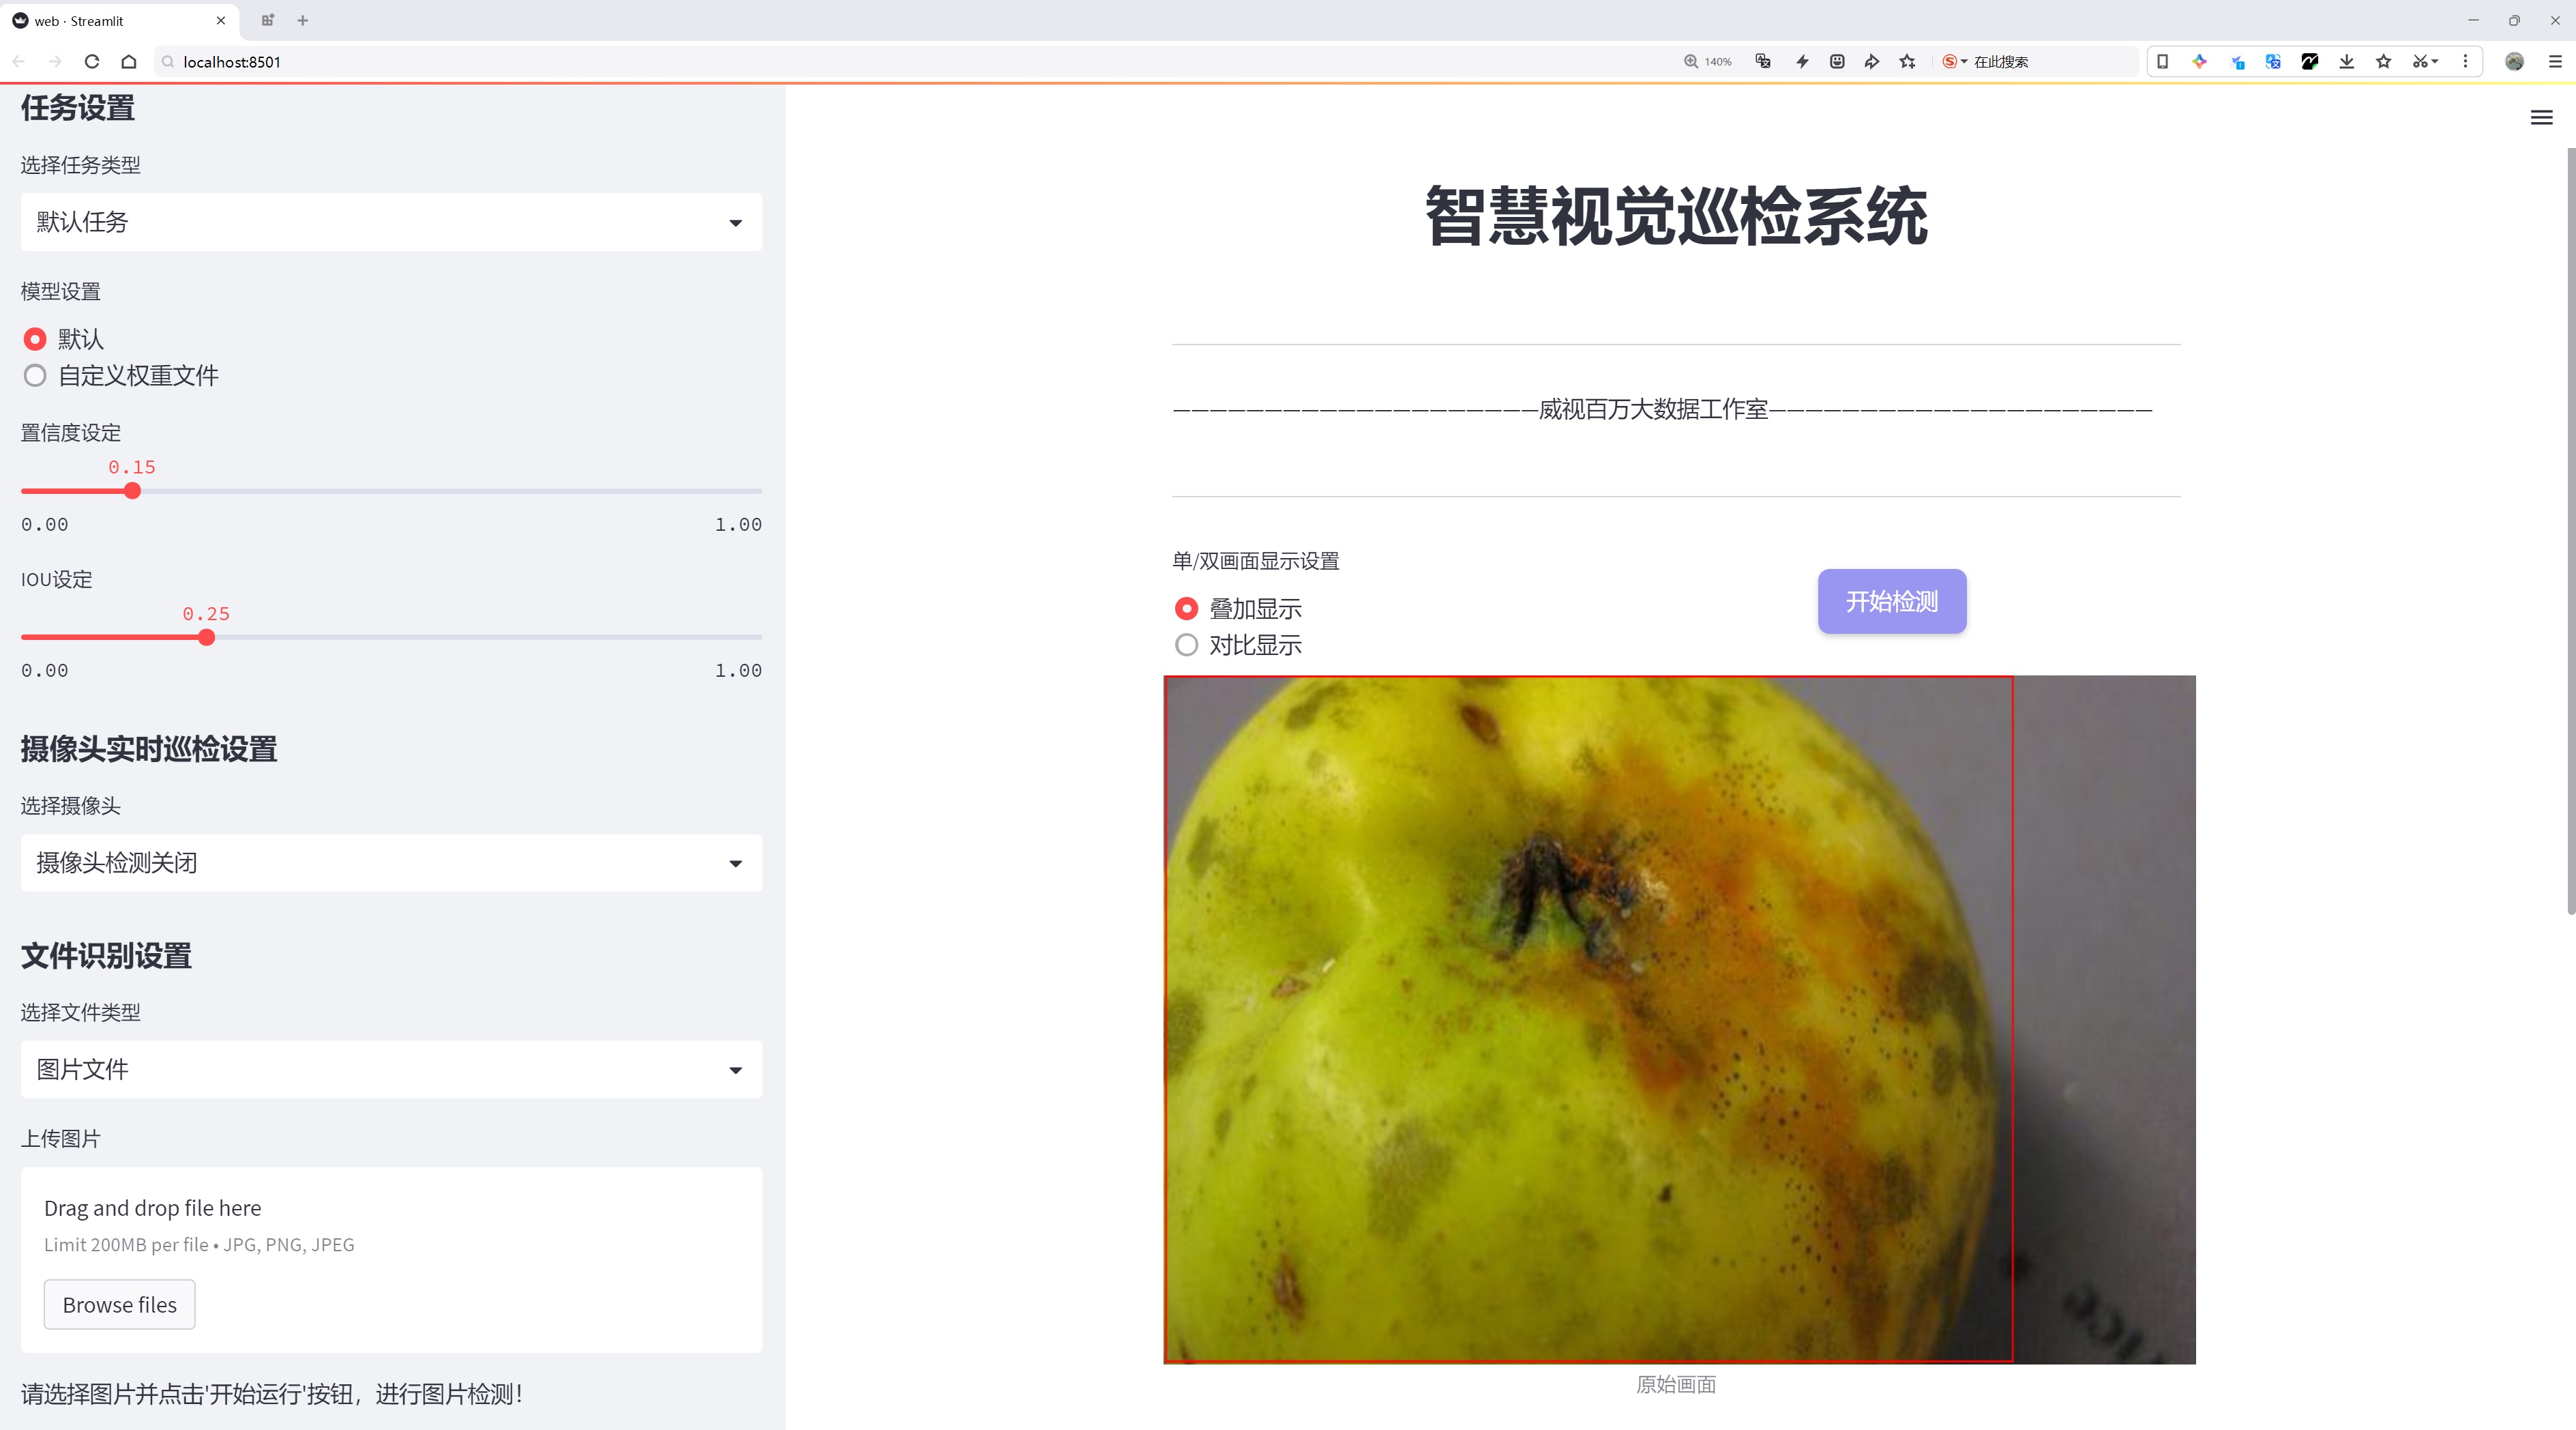 web · Streamlit
localhost:8501
140%
在此搜索
任务设置
选择任务类型
默认任务
模型设置
默认
自定义权重文件
置信度设定
0.15
0.00
1.00
IOU设定
0.25
0.00
1.00
摄像头实时巡检设置
选择摄像头
摄像头检测关闭
文件识别设置
选择文件类型
图片文件
上传图片
Drag and drop file here
Limit 200MB per file • JPG, PNG, JPEG
Browse files
请选择图片并点击'开始运行'按钮，进行图片检测！
智慧视觉巡检系统
————————————————————威视百万大数据工作室—————————————————————
单/双画面显示设置
叠加显示
对比显示
开始检测
原始画面